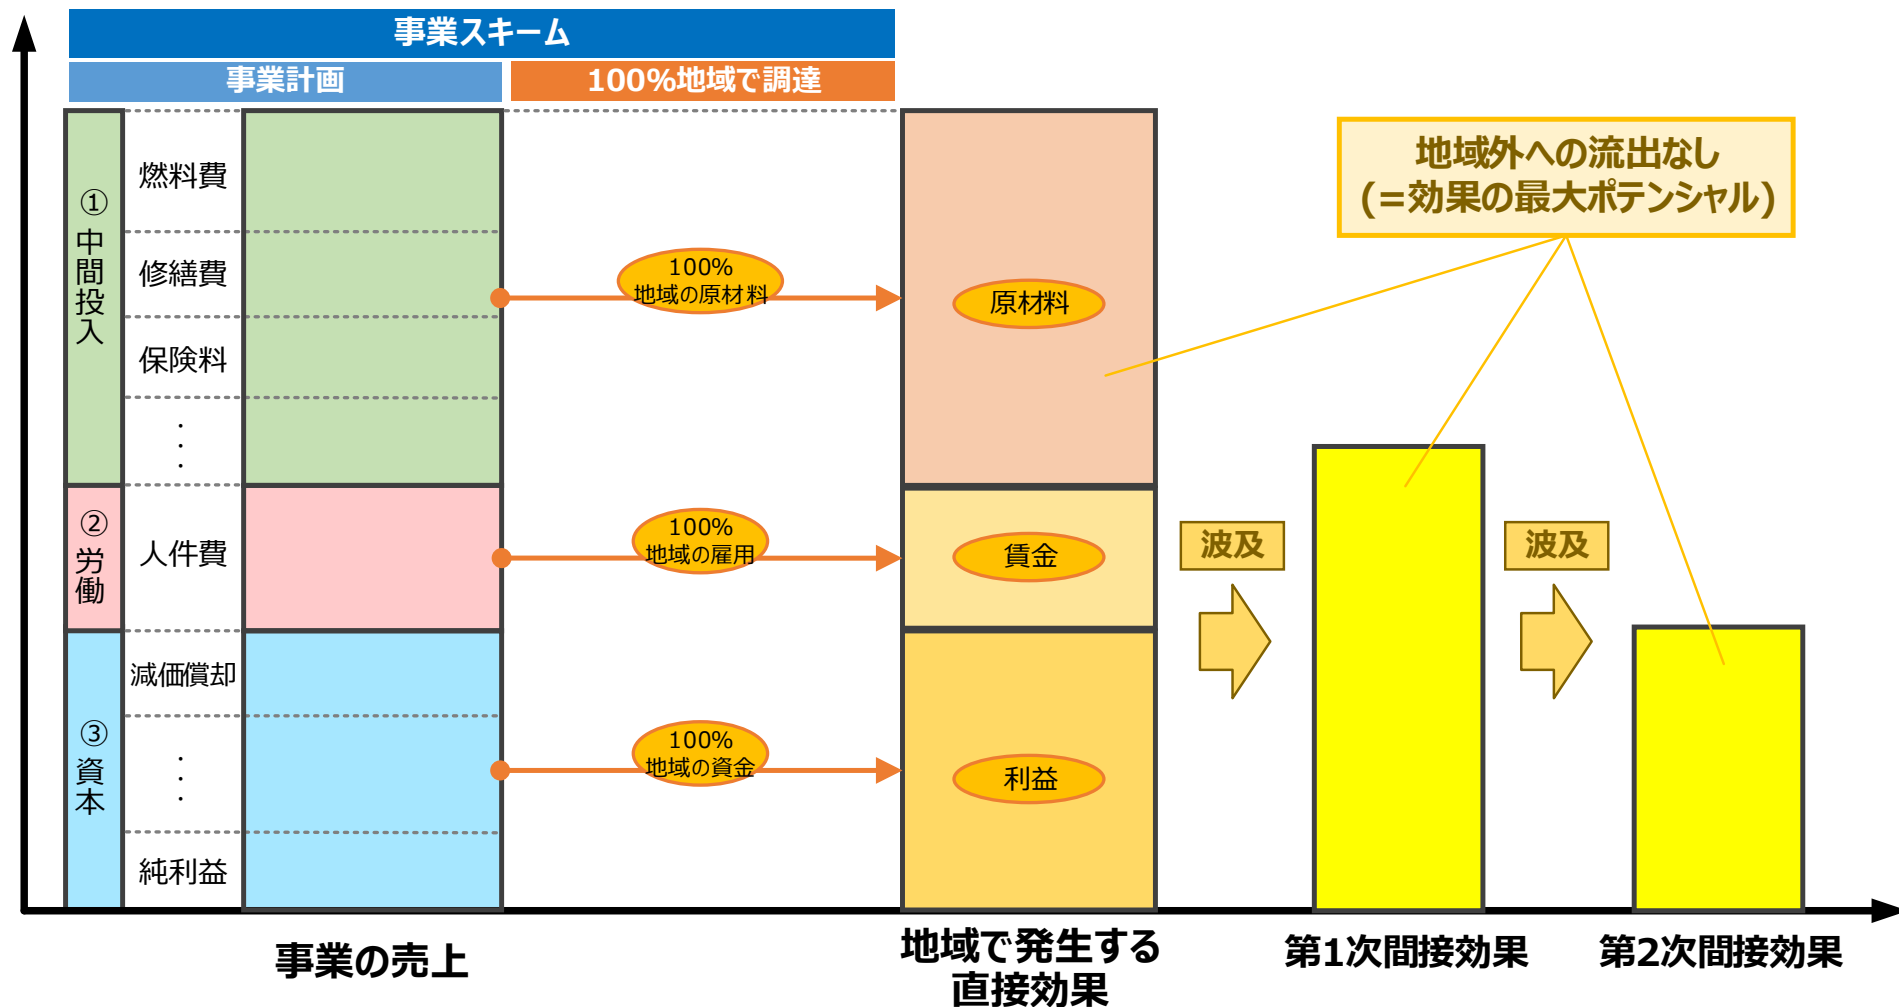 事業スキーム
事業計画
100%地域で調達
①中間投入
燃料費
修繕費
保険料
・・・
②労働
人件費
③資本
減価償却
・・・
純利益
100%
地域の原材料
100%
地域の雇用
100%
地域の資金
原材料
賃金
利益
地域外への流出なし
(=効果の最大ポテンシャル)
波及
波及
事業の売上
地域で発生する
直接効果
第1次間接効果
第2次間接効果